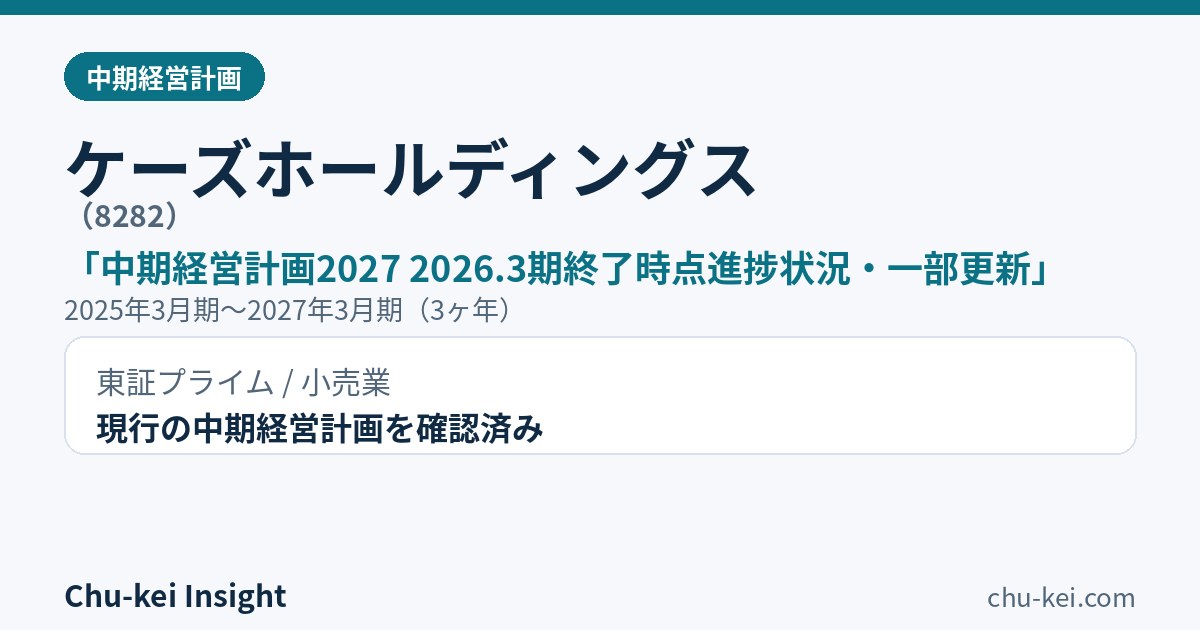 中期経営計画
ケーズホールディングス
（8282）
「中期経営計画2027 2026.3期終了時点進捗状況・一部更新」
2025年3月期～2027年3月期（3ヶ年）
東証プライム / 小売業
現行の中期経営計画を確認済み
Chu-kei Insight
chu-kei.com